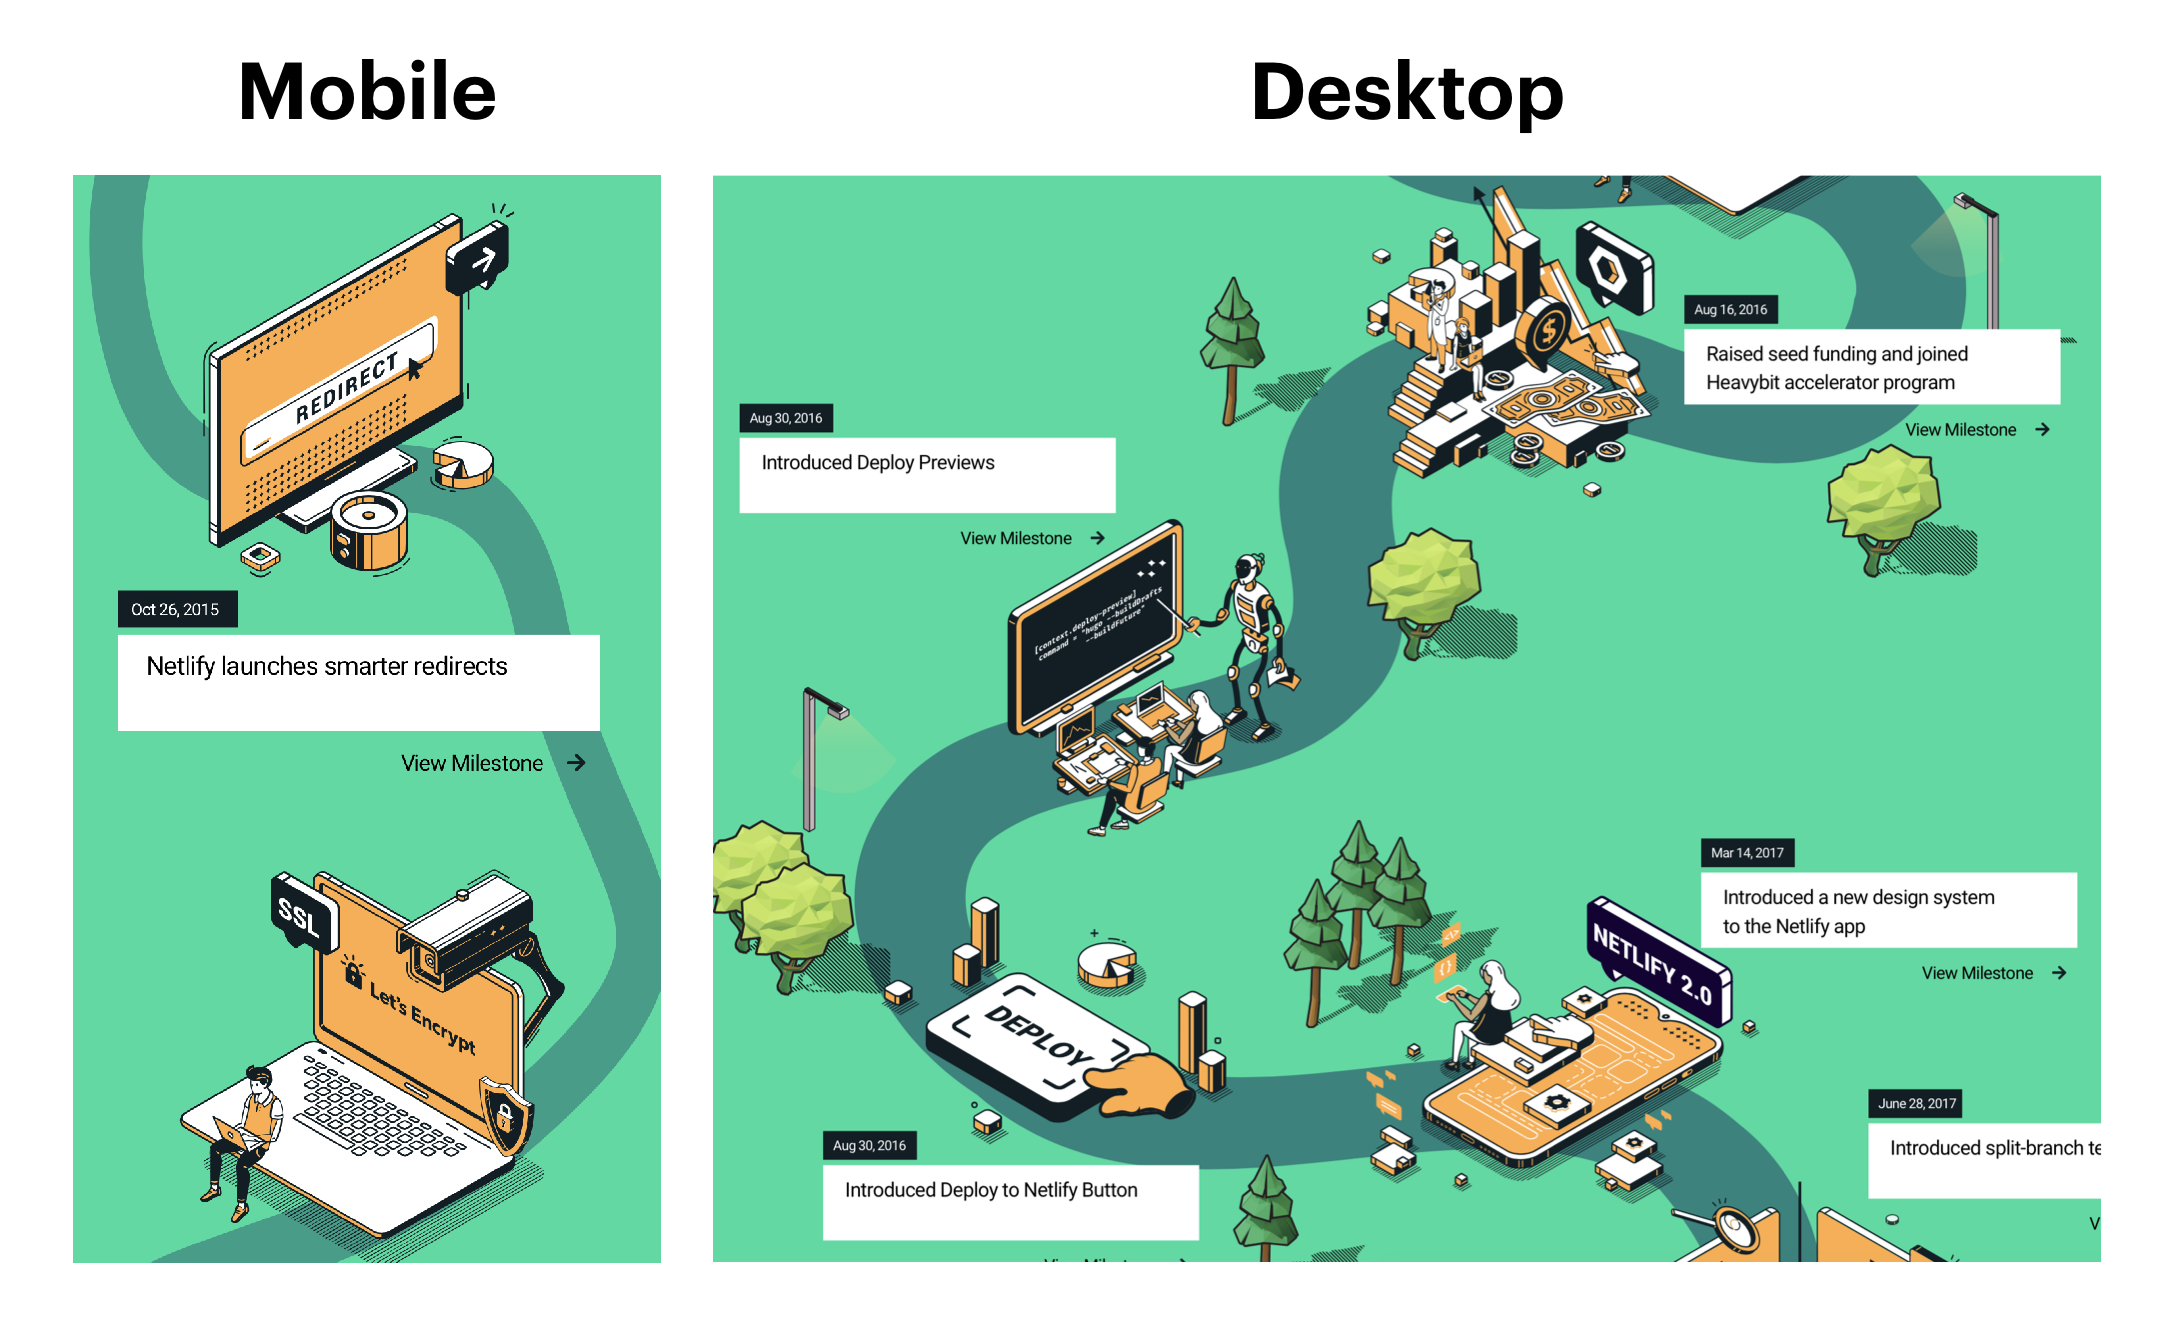 Mobile
Desktop
REDIRECT
Oct 26, 2015
Netlify launches smarter redirects
View Milestone
SSL
Let's Encrypt
Aug 16, 2016
Raised seed funding and joined
Heavybit accelerator program
View Milestone
Aug 30, 2016
Introduced Deploy Previews
View Milestone
[context.deploy-preview]
command = "hugo --buildDrafts
--buildFuture"
Mar 14, 2017
Introduced a new design system
to the Netlify app
View Milestone
NETLIFY 2.0
DEPLOY
Aug 30, 2016
Introduced Deploy to Netlify Button
June 28, 2017
Introduced split-branch te
V